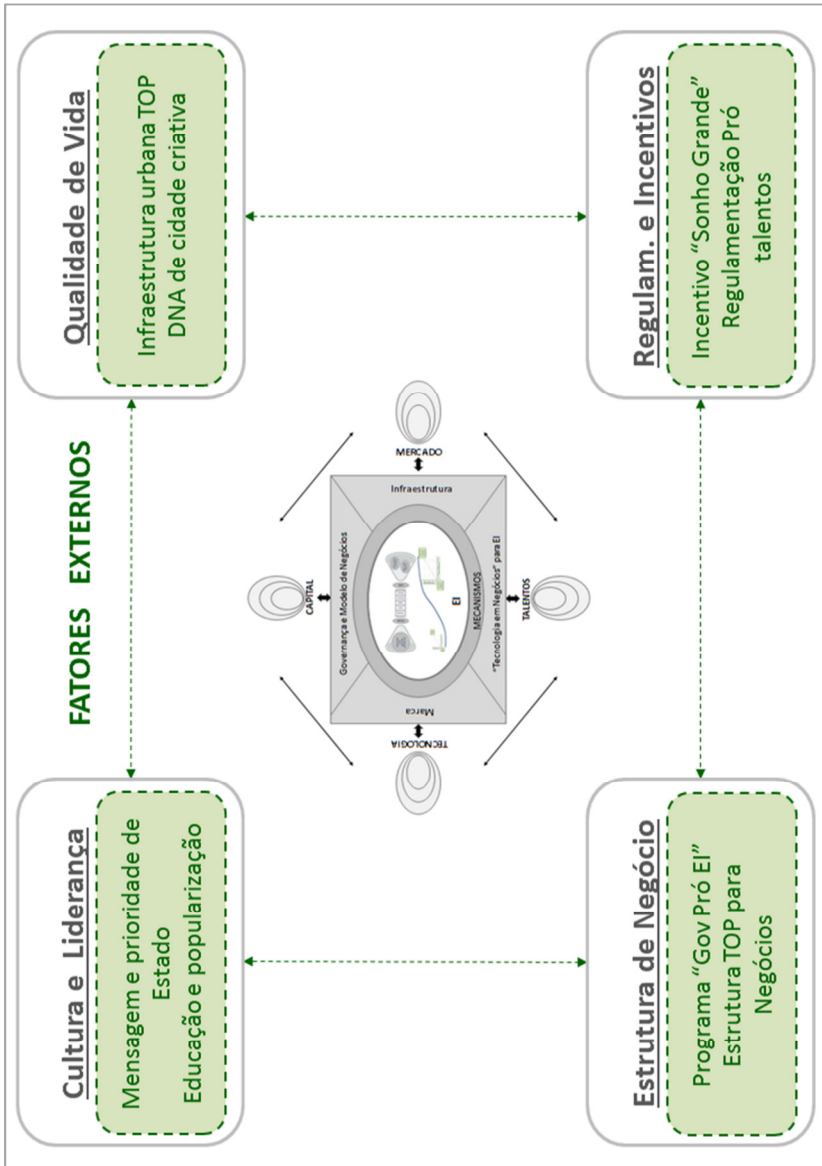 FATORES EXTERNOS
Cultura e Liderança
Mensagem e prioridade de
Estado
Educação e popularização
Qualidade de Vida
Infraestrutura urbana TOP
DNA de cidade criativa
CAPITAL
Governança e Modelo de Negócios
TECNOLOGIA
Marca
EI
MECANISMOS
Infraestrutura
MERCADO
"Tecnologia em Negócios" para EI
TALENTOS
Estrutura de Negócio
Programa “Gov Pró EI”
Estrutura TOP para
Negócios
Regulam. e Incentivos
Incentivo “Sonho Grande”
Regulamentação Pró
talentos